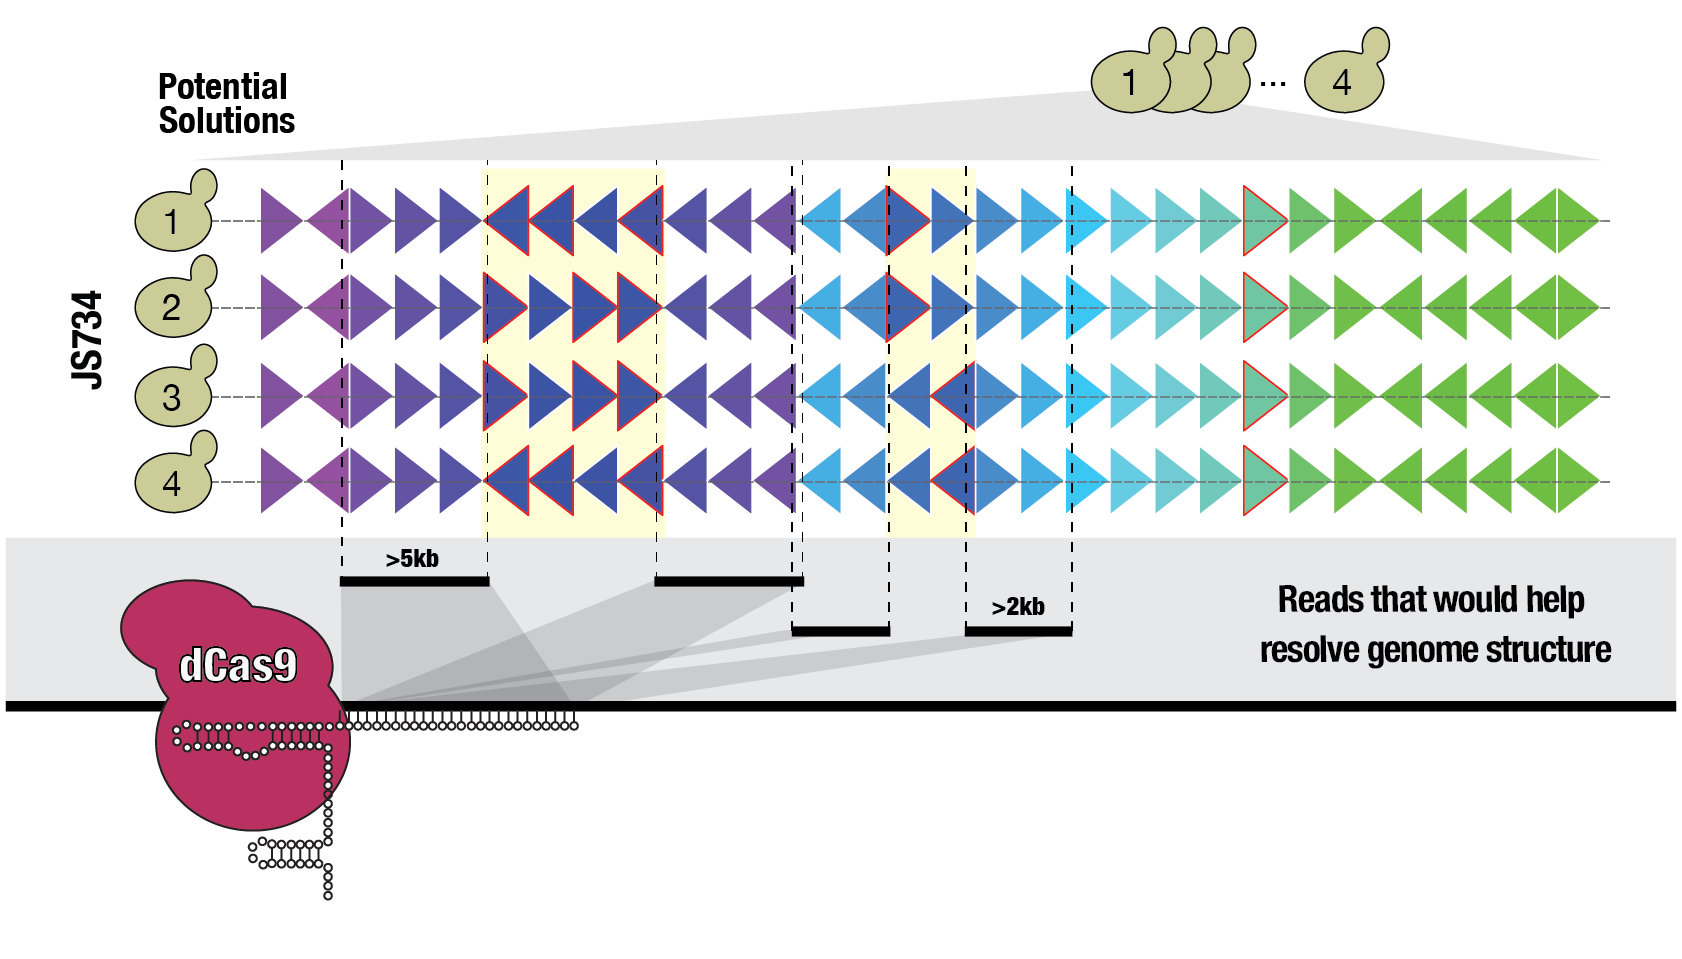 1
...
4
Potential
Solutions
JS734
1
2
3
4
>5kb
>2kb
Reads that would help
resolve genome structure
dCas9